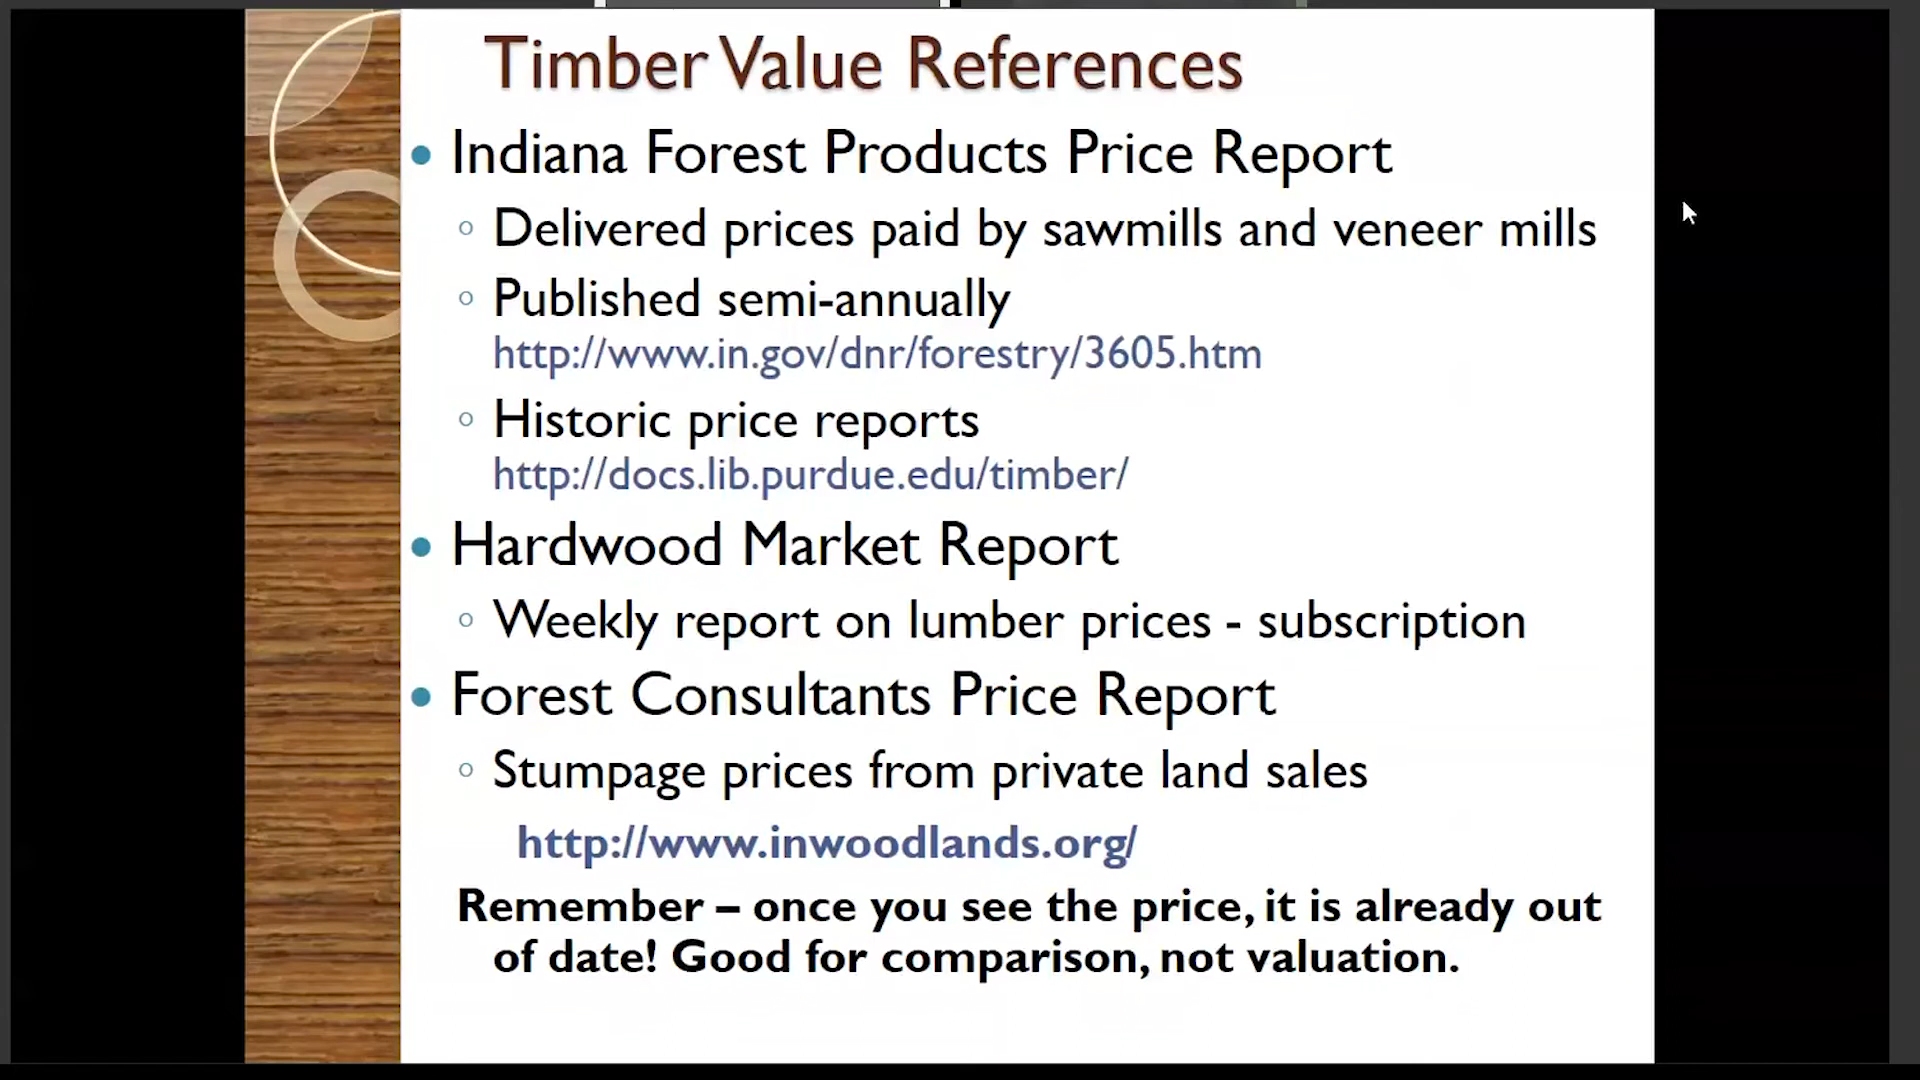 Timber Value References
• Indiana Forest Products Price Report
◦ Delivered prices paid by sawmills and veneer mills
◦ Published semi-annually
http://www.in.gov/dnr/forestry/3605.htm
◦ Historic price reports
http://docs.lib.purdue.edu/timber/
• Hardwood Market Report
◦ Weekly report on lumber prices - subscription
• Forest Consultants Price Report
◦ Stumpage prices from private land sales
http://www.inwoodlands.org/
Remember – once you see the price, it is already out
of date! Good for comparison, not valuation.